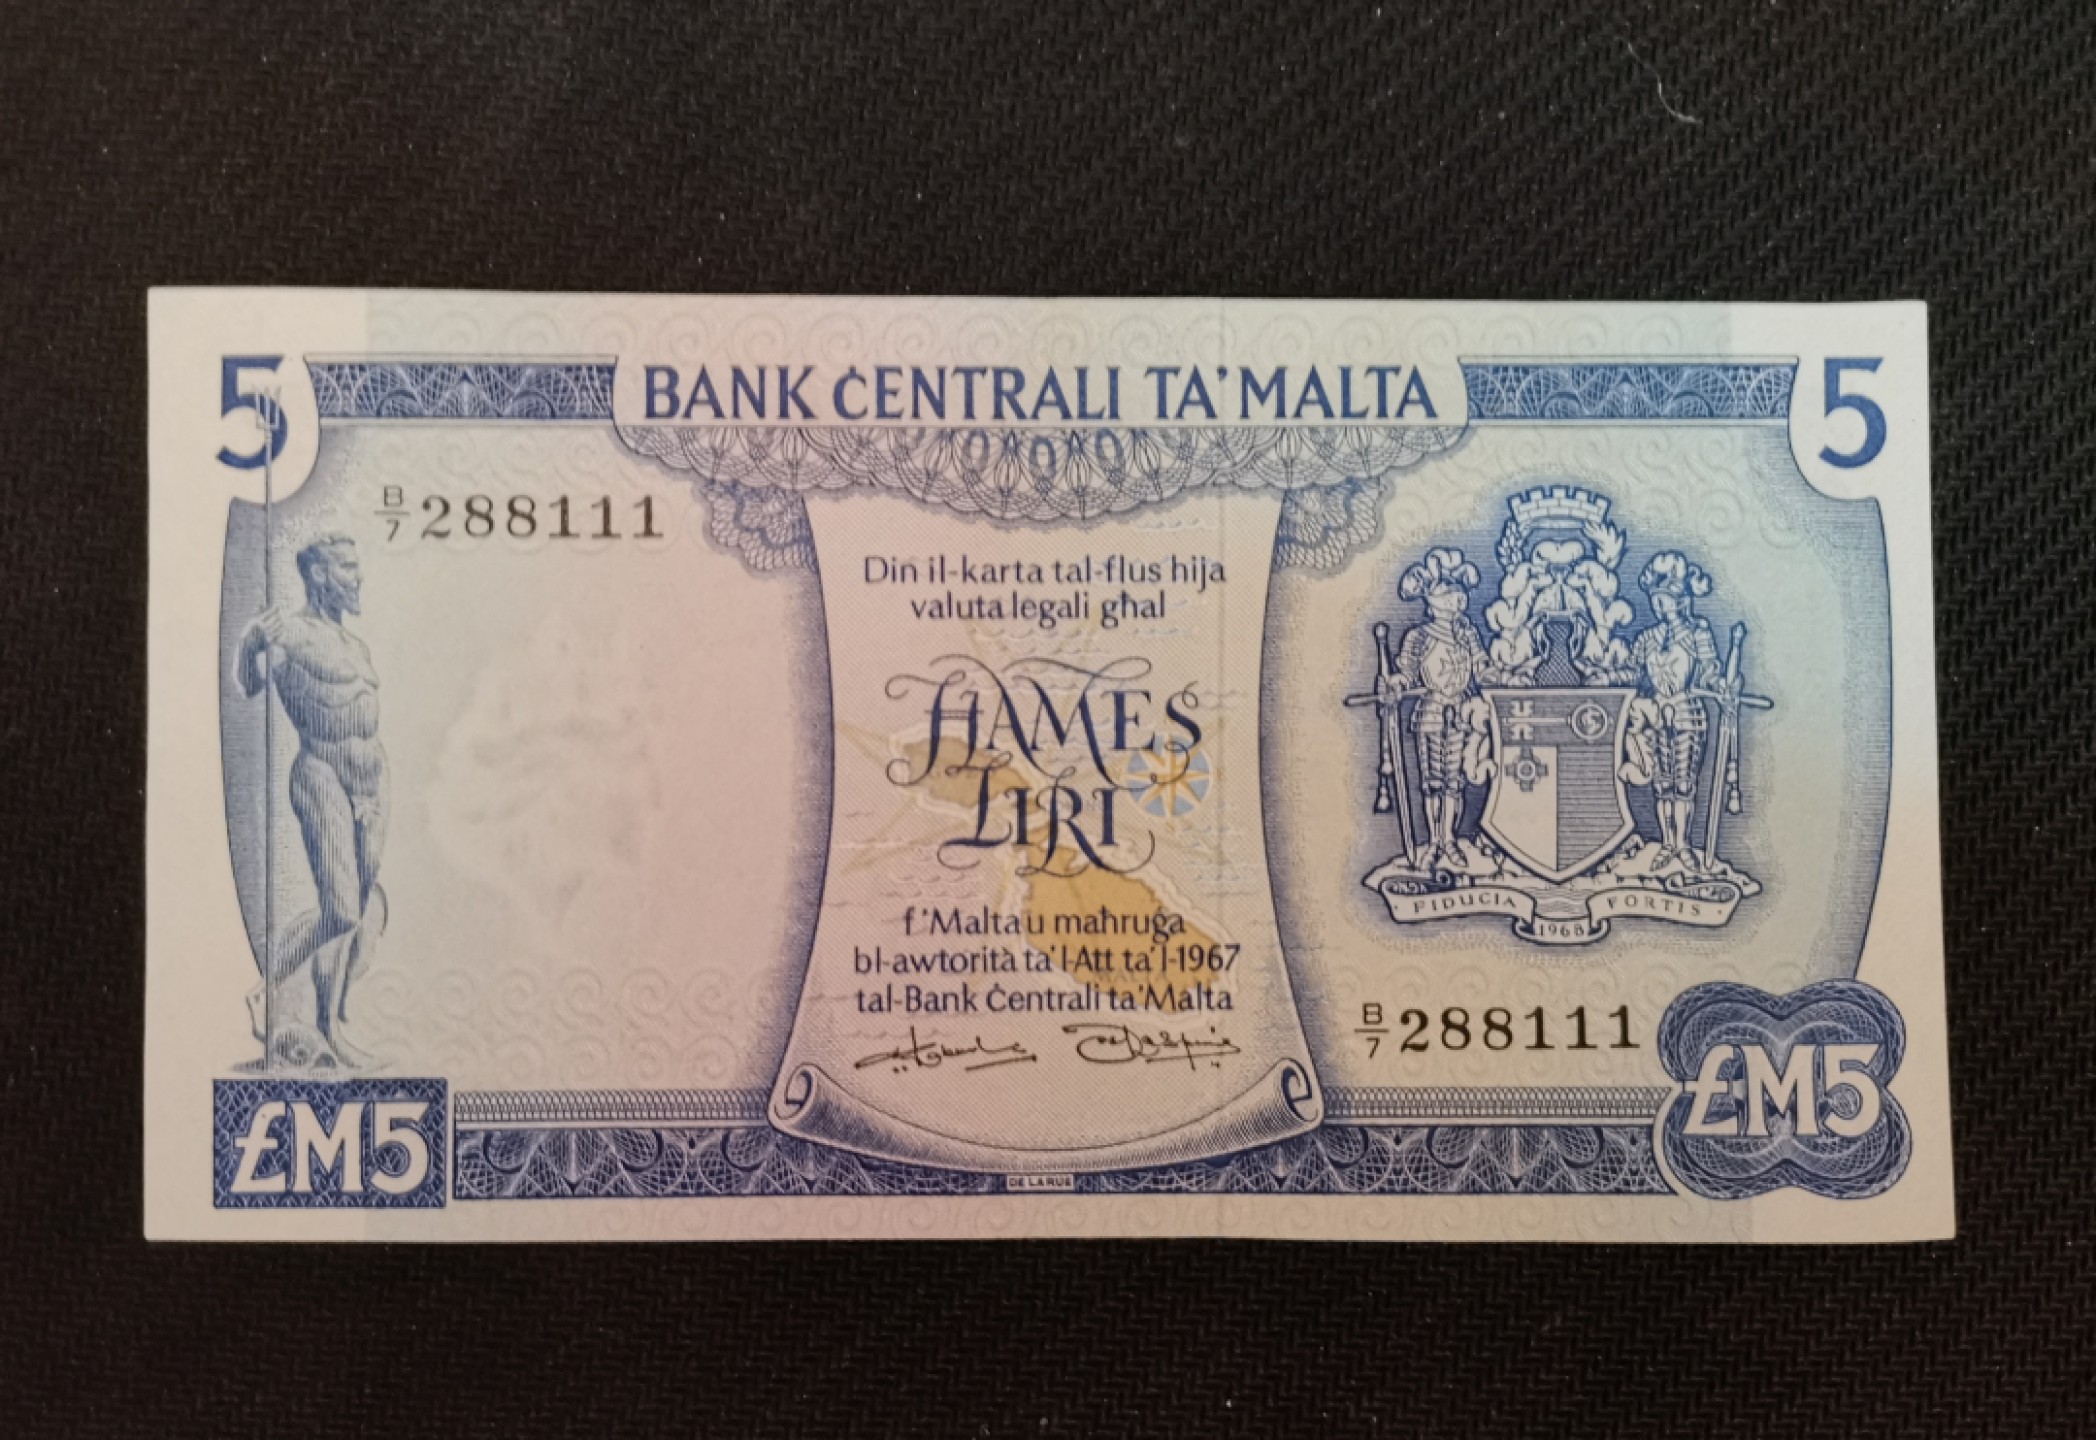 5 BANK ĊENTRALI TA' MALTA 5
B/7 288111
Din il-karta tal-flus hija
valuta legali għal
ĦAMES
LIRI
f'Malta u maħruġa
bl-awtorità ta' l-Att ta' l-1967
tal-Bank Ċentrali ta' Malta
FIDUCIA FORTIS
1968
B/7 288111
£M5
£M5
DE LA RUE